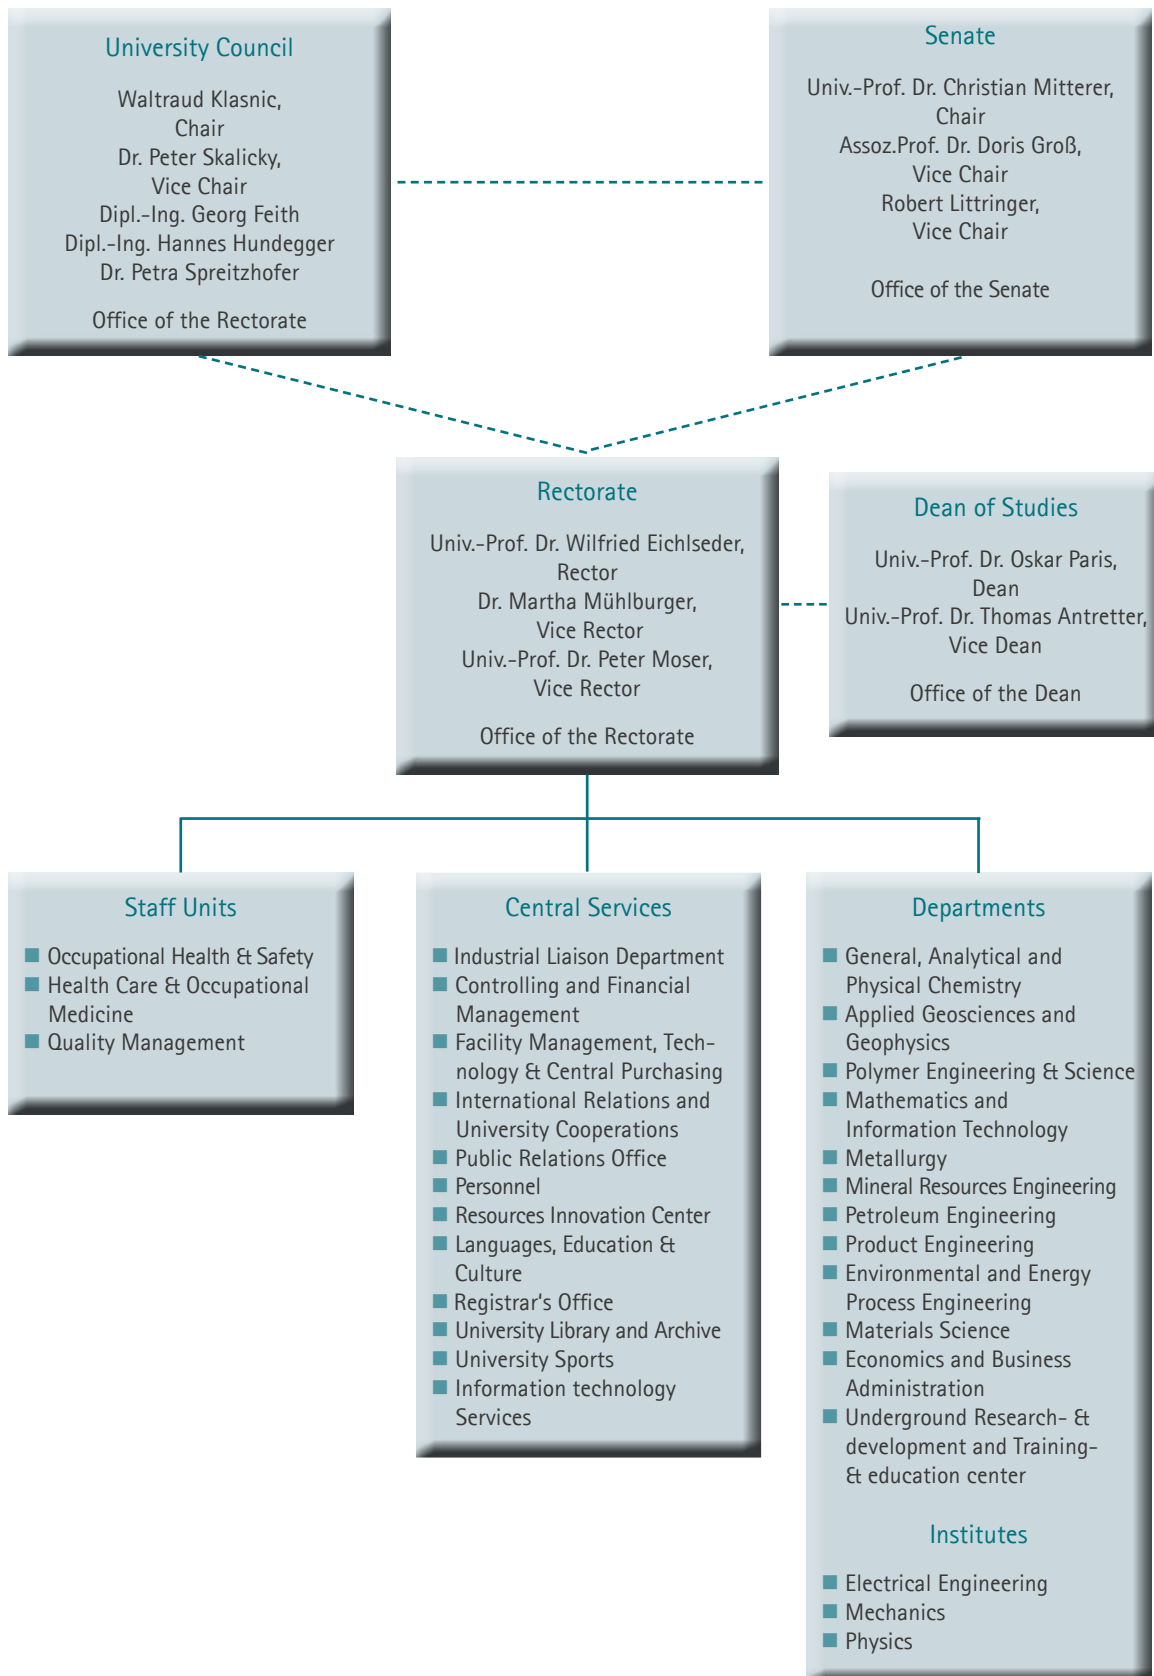 University Council
Waltraud Klasnic,
Chair
Dr. Peter Skalicky,
Vice Chair
Dipl.-Ing. Georg Feith
Dipl.-Ing. Hannes Hundegger
Dr. Petra Spreitzhofer
Office of the Rectorate
Senate
Univ.-Prof. Dr. Christian Mitterer,
Chair
Assoz.Prof. Dr. Doris Groß,
Vice Chair
Robert Littringer,
Vice Chair
Office of the Senate
Rectorate
Univ.-Prof. Dr. Wilfried Eichlseder,
Rector
Dr. Martha Mühlburger,
Vice Rector
Univ.-Prof. Dr. Peter Moser,
Vice Rector
Office of the Rectorate
Dean of Studies
Univ.-Prof. Dr. Oskar Paris,
Dean
Univ.-Prof. Dr. Thomas Antretter,
Vice Dean
Office of the Dean
Staff Units
Occupational Health & Safety
Health Care & Occupational
Medicine
Quality Management
Central Services
Industrial Liaison Department
Controlling and Financial
Management
Facility Management, Tech-
nology & Central Purchasing
International Relations and
University Cooperations
Public Relations Office
Personnel
Resources Innovation Center
Languages, Education &
Culture
Registrar‘s Office
University Library and Archive
University Sports
Information technology
Services
Departments
General, Analytical and
Physical Chemistry
Applied Geosciences and
Geophysics
Polymer Engineering & Science
Mathematics and
Information Technology
Metallurgy
Mineral Resources Engineering
Petroleum Engineering
Product Engineering
Environmental and Energy
Process Engineering
Materials Science
Economics and Business
Administration
Underground Research- &
development and Training-
& education center
Institutes
Electrical Engineering
Mechanics
Physics